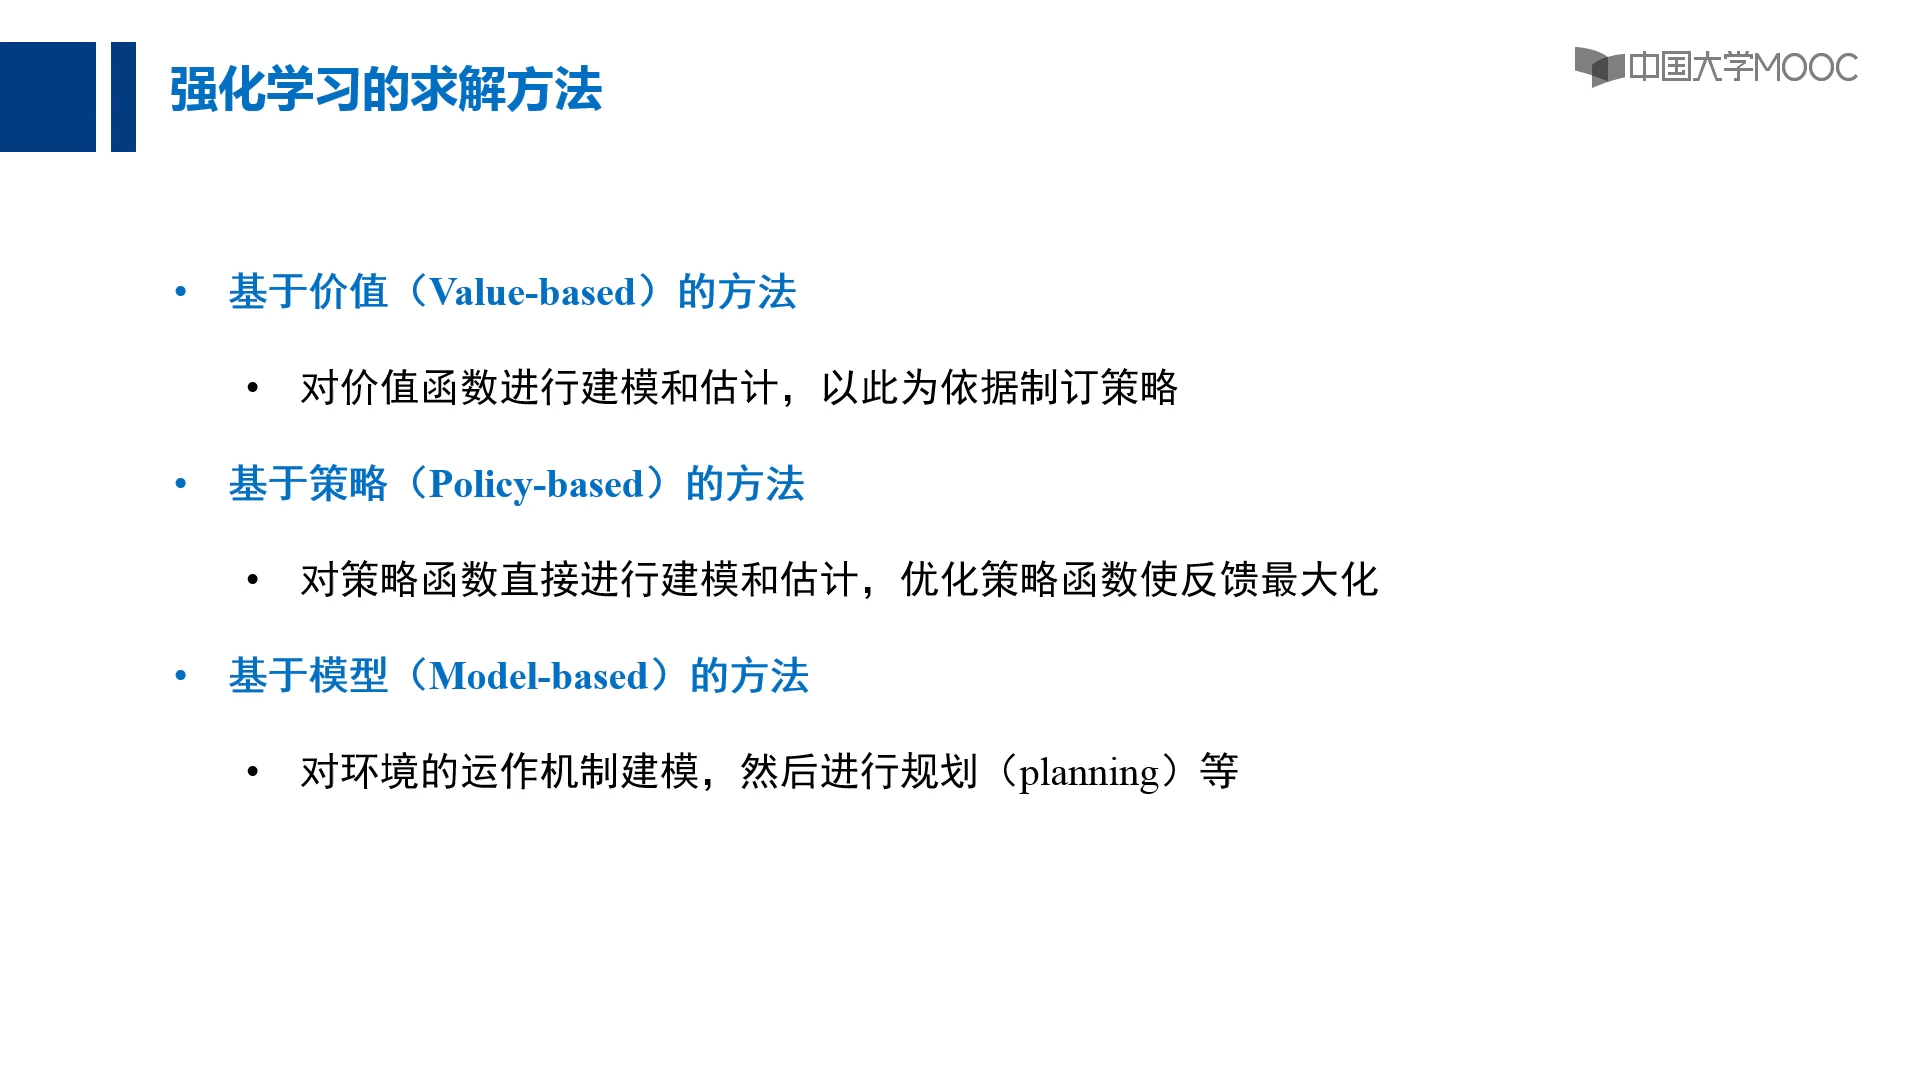 强化学习的求解方法
中国大学MOOC
• 基于价值（Value-based）的方法
• 对价值函数进行建模和估计，以此为依据制订策略
• 基于策略（Policy-based）的方法
• 对策略函数直接进行建模和估计，优化策略函数使反馈最大化
• 基于模型（Model-based）的方法
• 对环境的运作机制建模，然后进行规划（planning）等